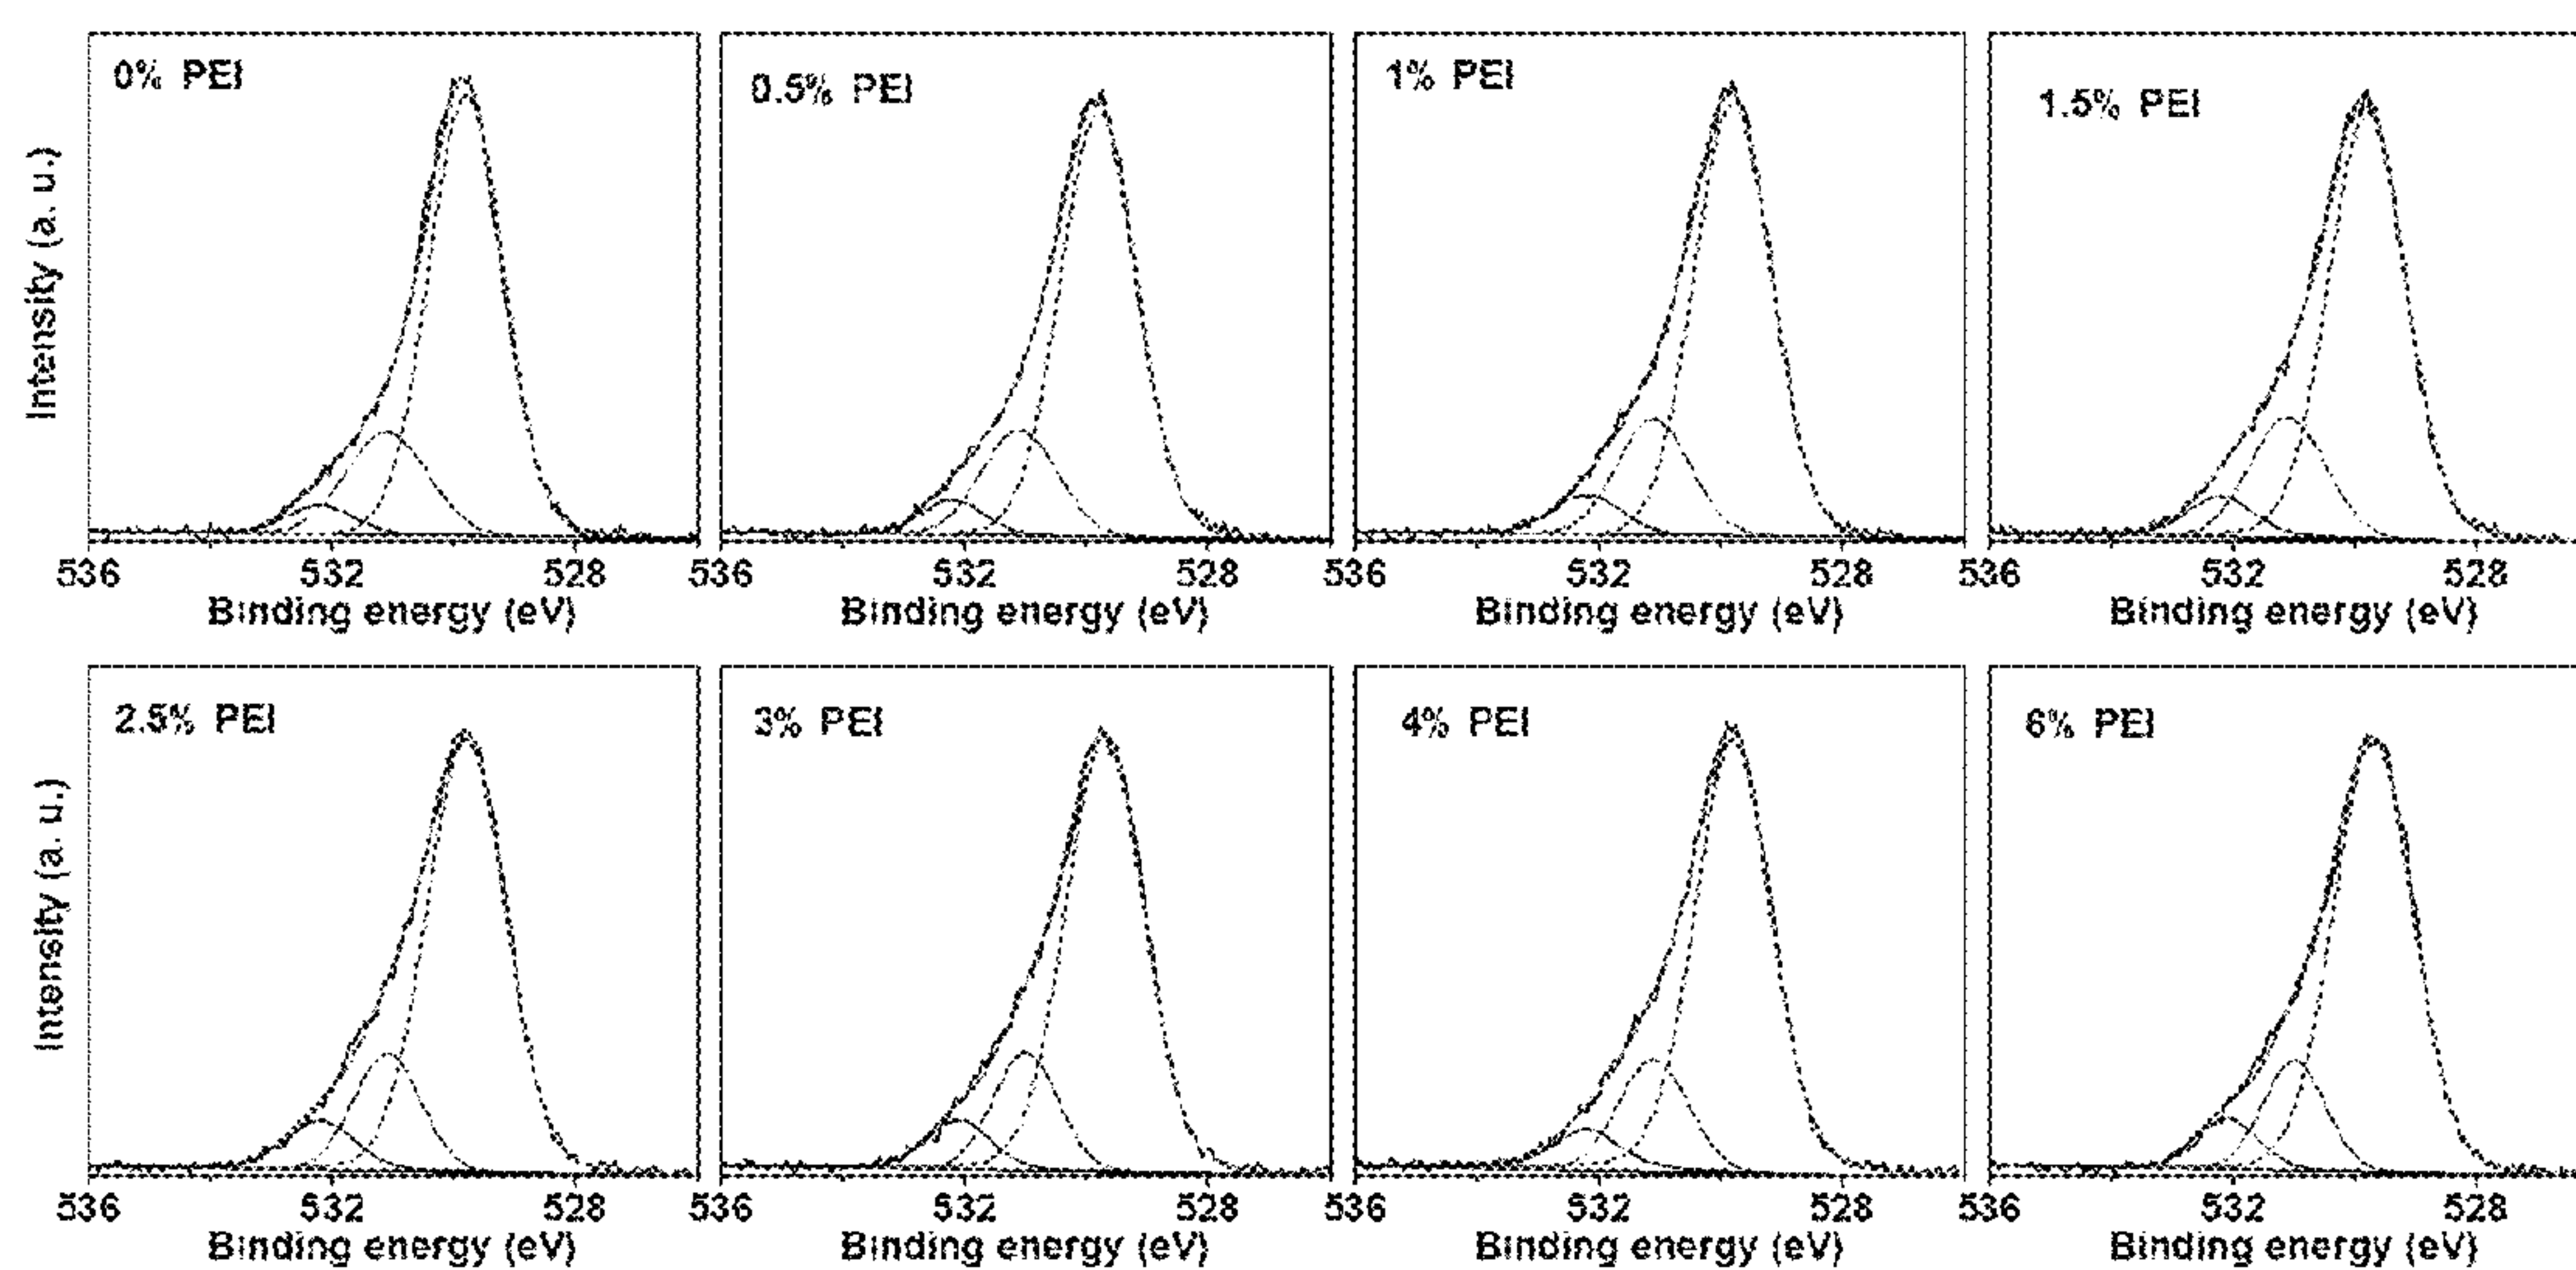 0% PEI
0.5% PEI
1% PEI
1.5% PEI
Intensity (a. u.)
536 532 528 536 532 528 536 532 528 536 532 528
Binding energy (eV) Binding energy (eV) Binding energy (eV) Binding energy (eV)
2.5% PEI
3% PEI
4% PEI
6% PEI
Intensity (a. u.)
536 532 528 536 532 528 536 532 528 536 532 528
Binding energy (eV) Binding energy (eV) Binding energy (eV) Binding energy (eV)